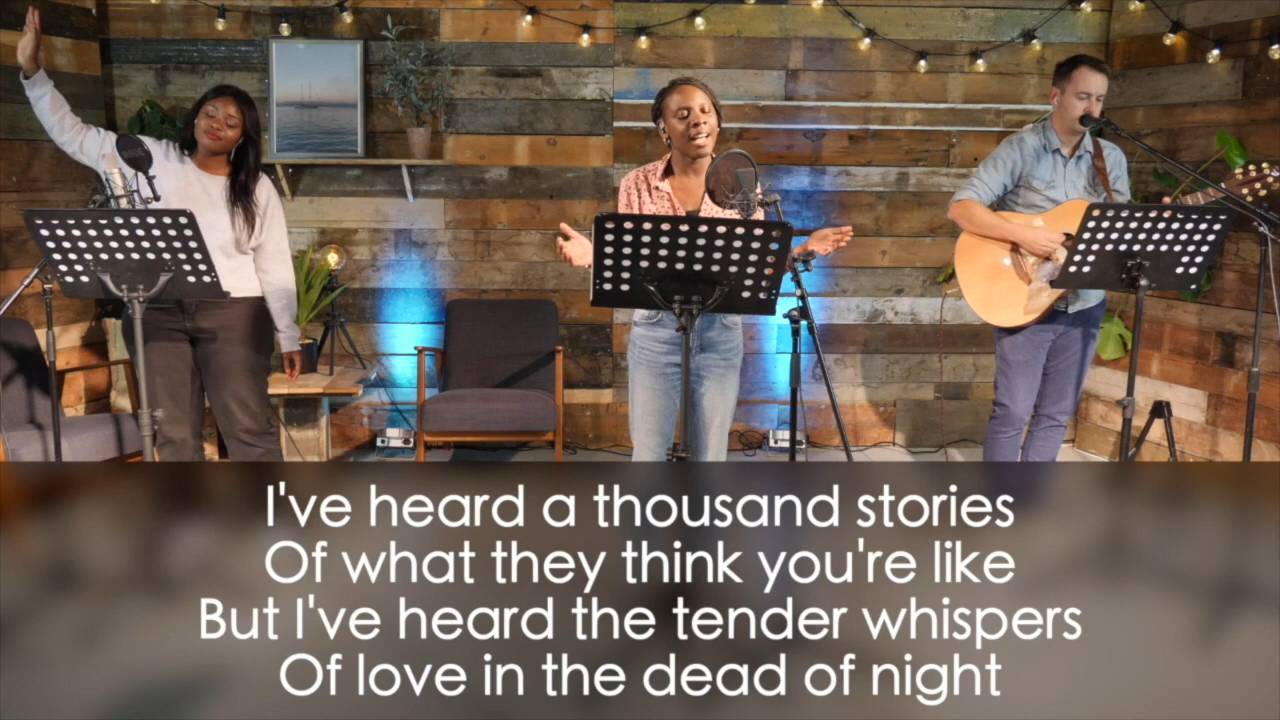 I've heard a thousand stories
Of what they think you're like
But I've heard the tender whispers
Of love in the dead of night